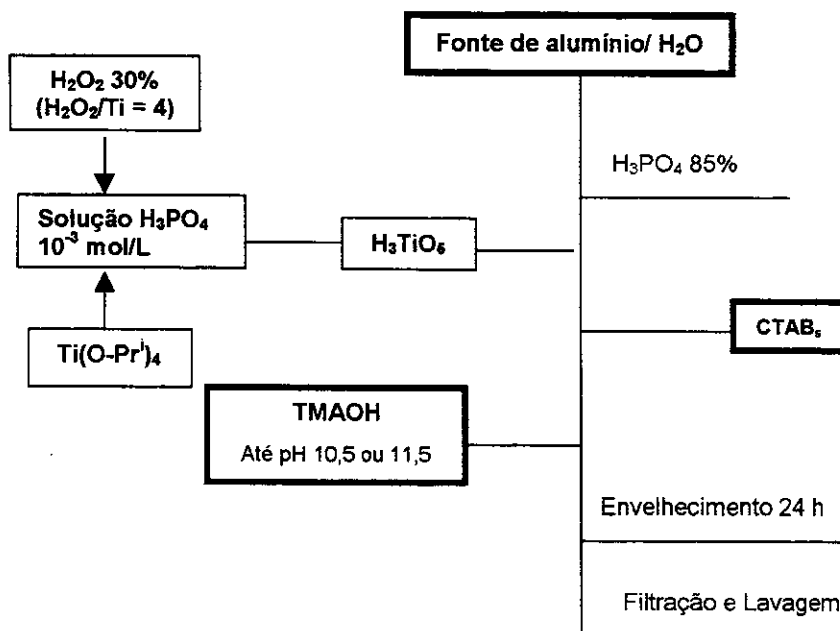 Fonte de alumínio/ H₂O
H₂O₂ 30%
(H₂O₂/Ti = 4)
H₃PO₄ 85%
Solução H₃PO₄
10⁻³ mol/L
H₃TiO₅
Ti(O-Prⁱ)₄
CTABₛ
TMAOH
Até pH 10,5 ou 11,5
Envelhecimento 24 h
Filtração e Lavagem